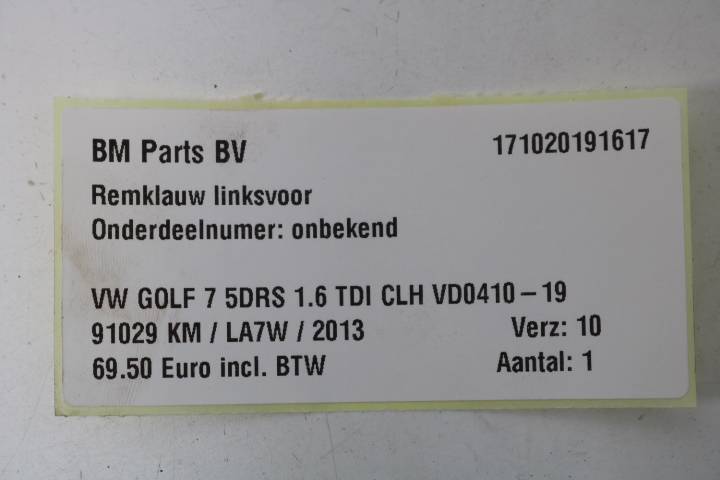 BM Parts BV 171020191617
Remklauw linksvoor
Onderdeelnumer: onbekend
VW GOLF 7 5DRS 1.6 TDI CLH VD0410-19
91029 KM / LA7W / 2013 Verz: 10
69.50 Euro incl. BTW Aantal: 1